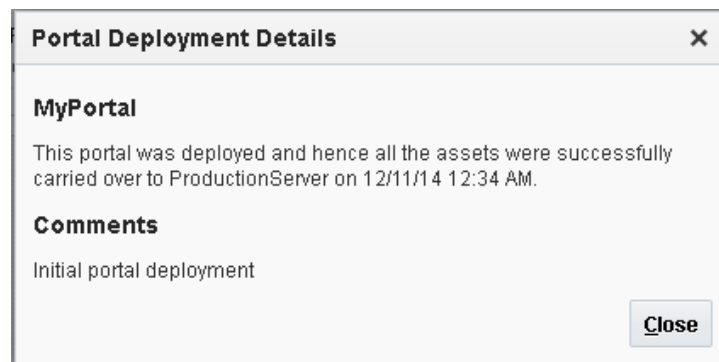 Portal Deployment Details
MyPortal
This portal was deployed and hence all the assets were successfully
carried over to ProductionServer on 12/11/14 12:34 AM.
Comments
Initial portal deployment
Close